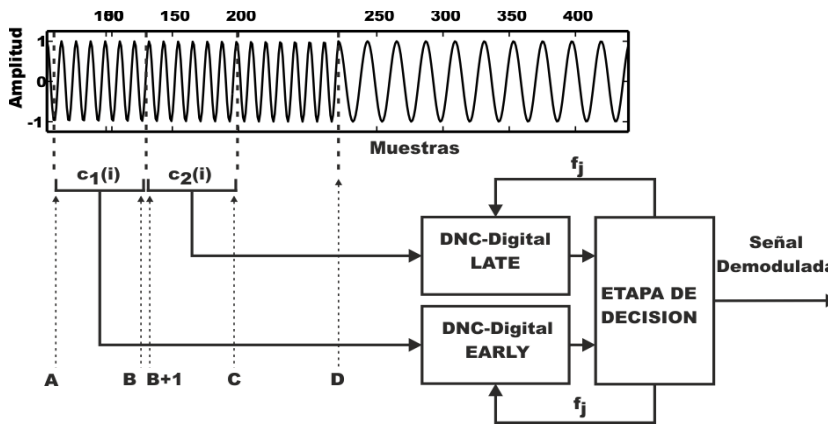 100 150 200 250 300 350 400
Amplitud
1
0
-1
Muestras
c1(i) c2(i)
fj
DNC-Digital
LATE
DNC-Digital
EARLY
ETAPA DE
DECISION
Señal
Demodulada
fj
A B B+1 C D